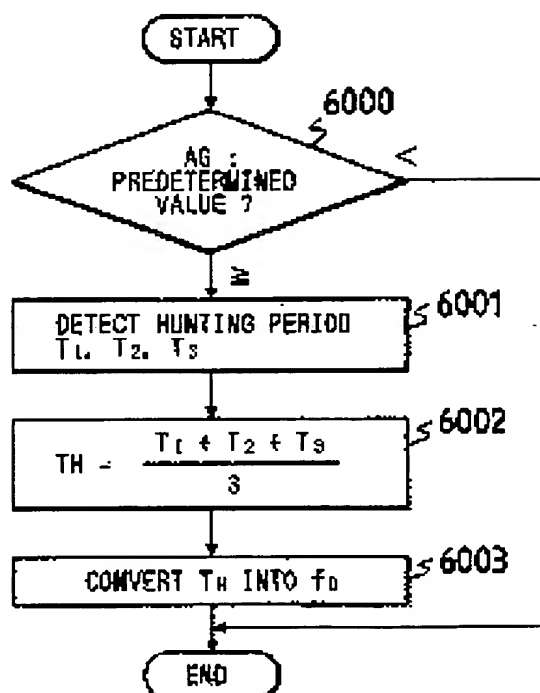 START
6000
AG :
PREDETERMINED
VALUE ?
<
≧
DETECT HUNTING PERIOD
T1. T2. T3
6001
TH = T1 + T2 + T3
3
6002
CONVERT TH INTO fD
6003
END